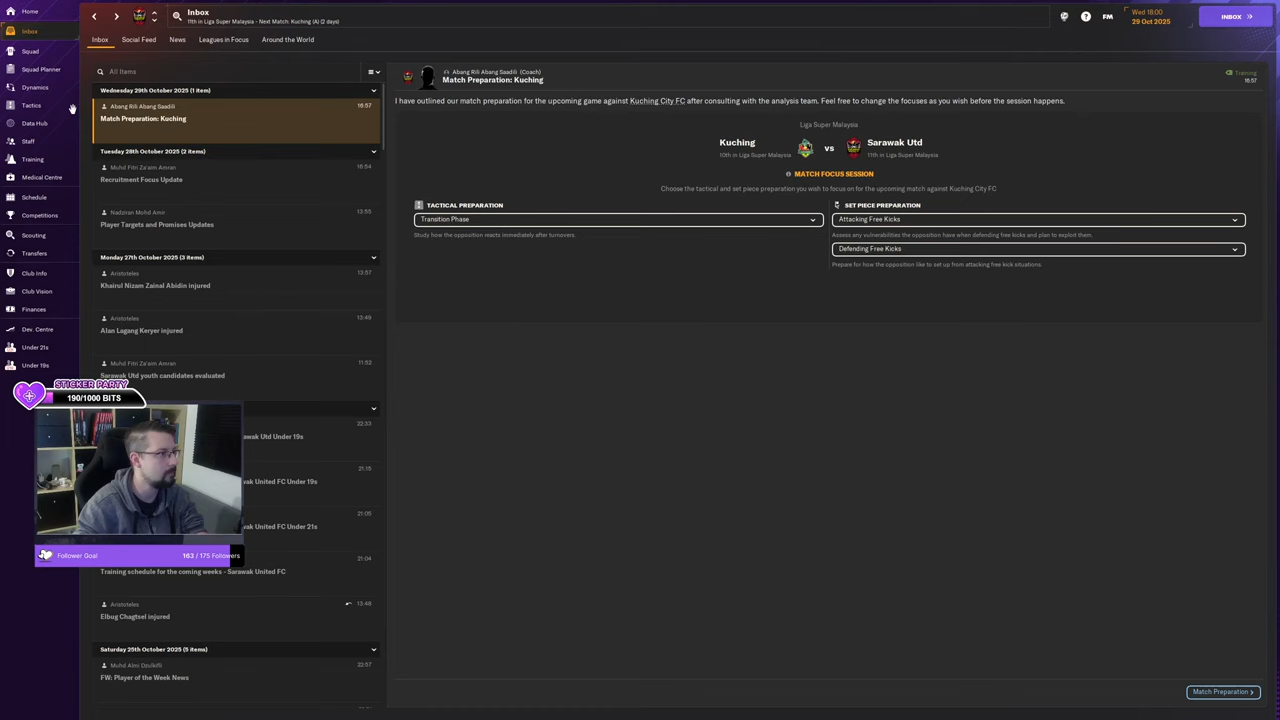 Home
Inbox
Squad
Squad Planner
Dynamics
Tactics
Data Hub
Staff
Training
Medical Centre
Schedule
Competitions
Scouting
Transfers
Club Info
Club Vision
Finances
Dev. Centre
Under 21s
Under 19s
Inbox
11th in Liga Super Malaysia - Next Match: Kuching (A) (2 days)
FM
Wed 18:00
29 Oct 2025
INBOX
Inbox
Social Feed
News
Leagues in Focus
Around the World
All Items
Wednesday 29th October 2025 (1 item)
Abang Rili Abang Saadili
16:57
Match Preparation: Kuching
Tuesday 28th October 2025 (2 items)
Muhd Fitri Za'aim Amran
16:54
Recruitment Focus Update
Nadziran Mohd Amir
12:55
Player Targets and Promises Updates
Monday 27th October 2025 (3 items)
Aristoteles
13:57
Khairul Nizam Zainal Abidin injured
Aristoteles
13:49
Alan Lagang Keryer injured
Muhd Fitri Za'aim Amran
11:52
Sarawak Utd youth candidates evaluated
22:33
awak Utd Under 19s
21:15
awak United FC Under 19s
21:05
awak United FC Under 21s
21:04
Training schedule for the coming weeks - Sarawak United FC
Aristoteles
13:48
Elbug Chagtsel injured
Saturday 25th October 2025 (5 items)
Muhd Almi Dzulkifli
22:57
FW: Player of the Week News
Abang Rili Abang Saadili (Coach)
Match Preparation: Kuching
Training
16:57
I have outlined our match preparation for the upcoming game against Kuching City FC after consulting with the analysis team. Feel free to change the focuses as you wish before the session happens.
Liga Super Malaysia
Kuching
10th in Liga Super Malaysia
vs
Sarawak Utd
11th in Liga Super Malaysia
MATCH FOCUS SESSION
Choose the tactical and set piece preparation you wish to focus on for the upcoming match against Kuching City FC
TACTICAL PREPARATION
Transition Phase
Study how the opposition reacts immediately after turnovers.
SET PIECE PREPARATION
Attacking Free Kicks
Assess any vulnerabilities the opposition have when defending free kicks and plan to exploit them.
Defending Free Kicks
Prepare for how the opposition like to set up from attacking free kick situations.
Match Preparation
STICKER PARTY
190/1000 BITS
Follower Goal
163 / 175 Followers